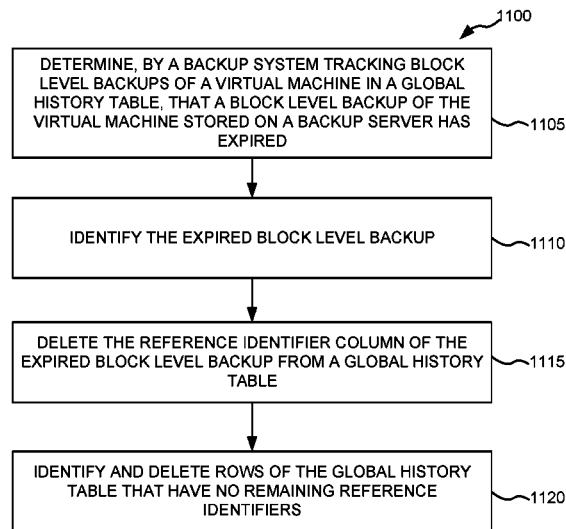 1100
DETERMINE, BY A BACKUP SYSTEM TRACKING BLOCK
LEVEL BACKUPS OF A VIRTUAL MACHINE IN A GLOBAL
HISTORY TABLE, THAT A BLOCK LEVEL BACKUP OF THE
VIRTUAL MACHINE STORED ON A BACKUP SERVER HAS
EXPIRED
1105
IDENTIFY THE EXPIRED BLOCK LEVEL BACKUP
1110
DELETE THE REFERENCE IDENTIFIER COLUMN OF THE
EXPIRED BLOCK LEVEL BACKUP FROM A GLOBAL HISTORY
TABLE
1115
IDENTIFY AND DELETE ROWS OF THE GLOBAL HISTORY
TABLE THAT HAVE NO REMAINING REFERENCE
IDENTIFIERS
1120